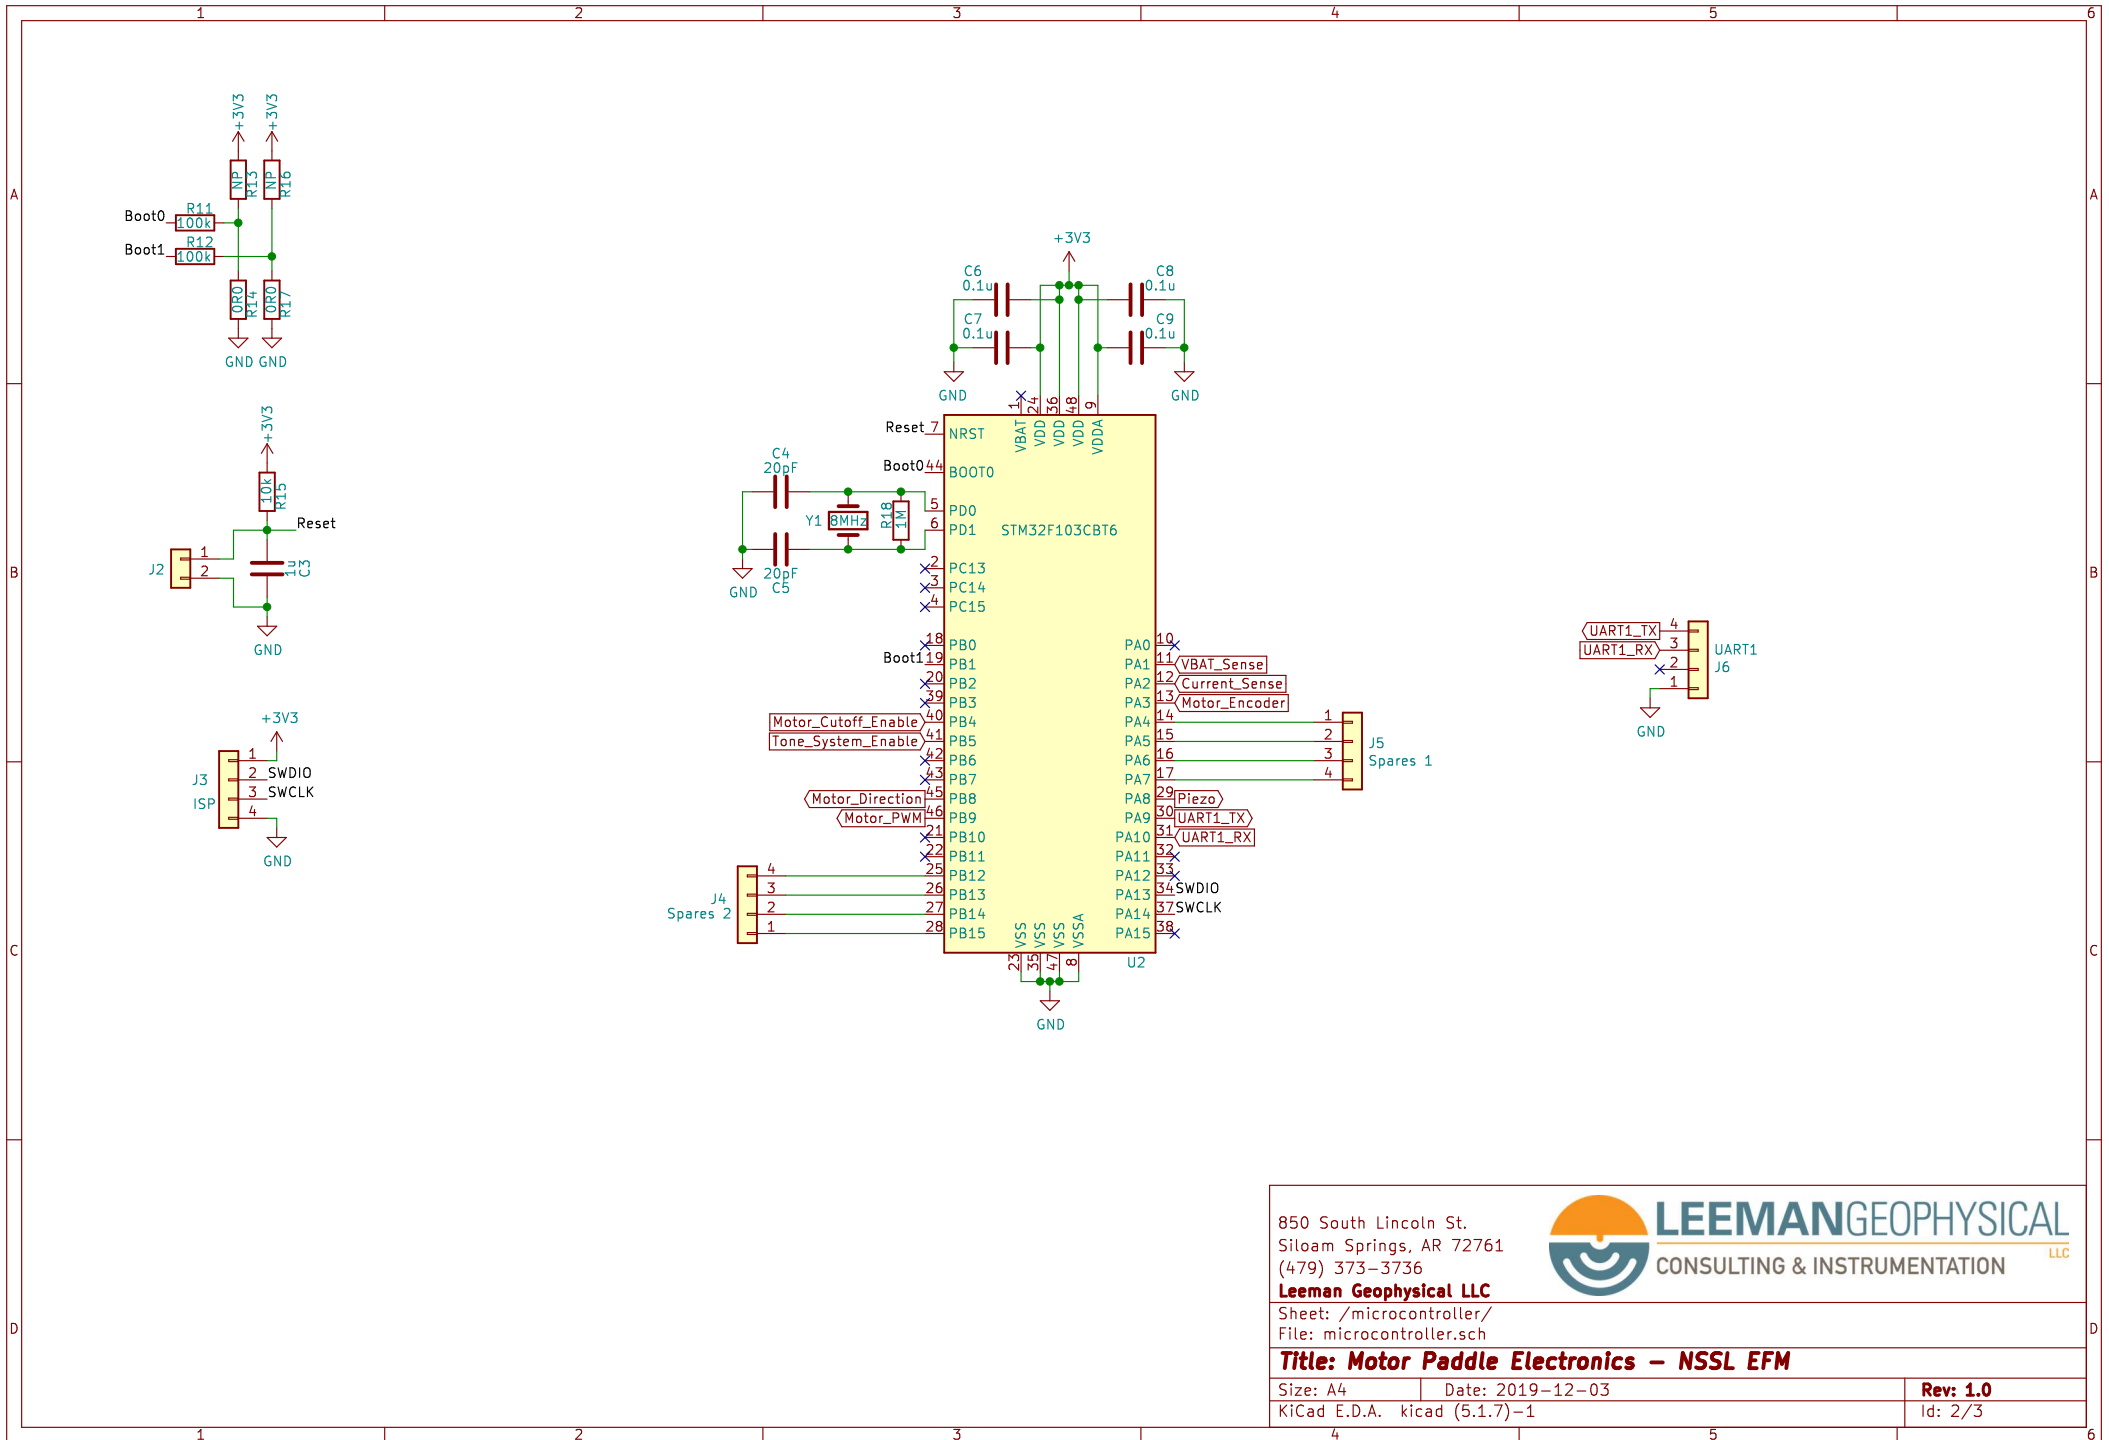 1 2 3 4 5 6
A
B
C
D
A
B
C
D
1 2 3 4 5 6
+3V3
+3V3
NP
R13
NP
R16
Boot0
R11
100k
Boot1
R12
100k
0R0
R14
0R0
R17
GND GND
+3V3
10k
R15
Reset
J2
1
2
1u
C3
GND
+3V3
J3
ISP
1
2 SWDIO
3 SWCLK
4
GND
+3V3
C6
0.1u
C7
0.1u
C8
0.1u
C9
0.1u
GND
GND
1 24 36 48 9
VBAT VDD VDD VDD VDDA
Reset 7 NRST
Boot0 44 BOOT0
C4
20pF
Y1 8MHz
R18
1M
20pF
C5
GND
5 PD0
6 PD1
STM32F103CBT6
2 PC13
3 PC14
4 PC15
18 PB0
Boot1 19 PB1
20 PB2
39 PB3
Motor_Cutoff_Enable 40 PB4
Tone_System_Enable 41 PB5
42 PB6
43 PB7
Motor_Direction 45 PB8
Motor_PWM 46 PB9
21 PB10
22 PB11
25 PB12
26 PB13
27 PB14
28 PB15
J4
Spares 2
4
3
2
1
PA0 10
PA1 11 VBAT_Sense
PA2 12 Current_Sense
PA3 13 Motor_Encoder
PA4 14
PA5 15
PA6 16
PA7 17
PA8 29 Piezo
PA9 30 UART1_TX
PA10 31 UART1_RX
PA11 32
PA12 33
PA13 34 SWDIO
PA14 37 SWCLK
PA15 38
VSS VSS VSS VSSA
23 35 47 8
U2
GND
1
2
3
4
J5
Spares 1
UART1_TX 4
UART1_RX 3
2
1
UART1
J6
GND
850 South Lincoln St.
Siloam Springs, AR 72761
(479) 373-3736
Leeman Geophysical LLC
LEEMANGEOPHYSICAL
LLC
CONSULTING & INSTRUMENTATION
Sheet: /microcontroller/
File: microcontroller.sch
Title: Motor Paddle Electronics - NSSL EFM
Size: A4 Date: 2019-12-03 Rev: 1.0
KiCad E.D.A. kicad (5.1.7)-1 Id: 2/3